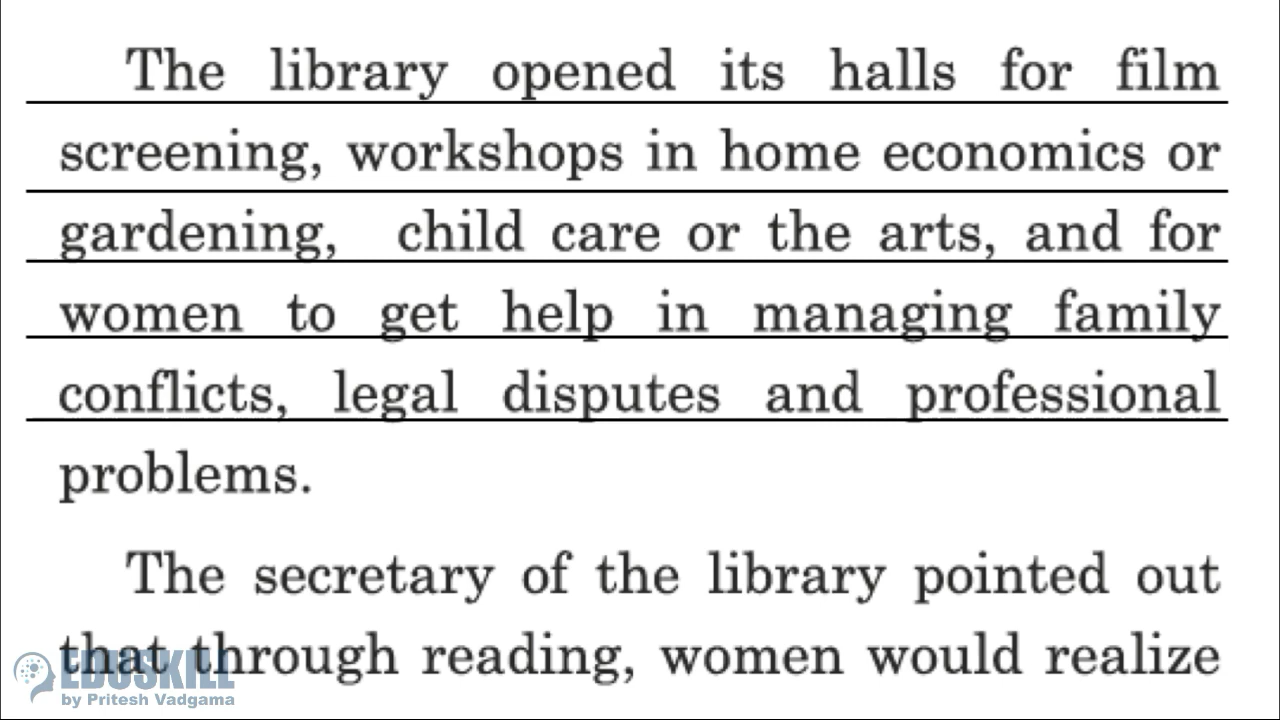 The library opened its halls for film
screening, workshops in home economics or
gardening, child care or the arts, and for
women to get help in managing family
conflicts, legal disputes and professional
problems.
The secretary of the library pointed out
that through reading, women would realize
EDUSKILL
by Pritesh Vadgama